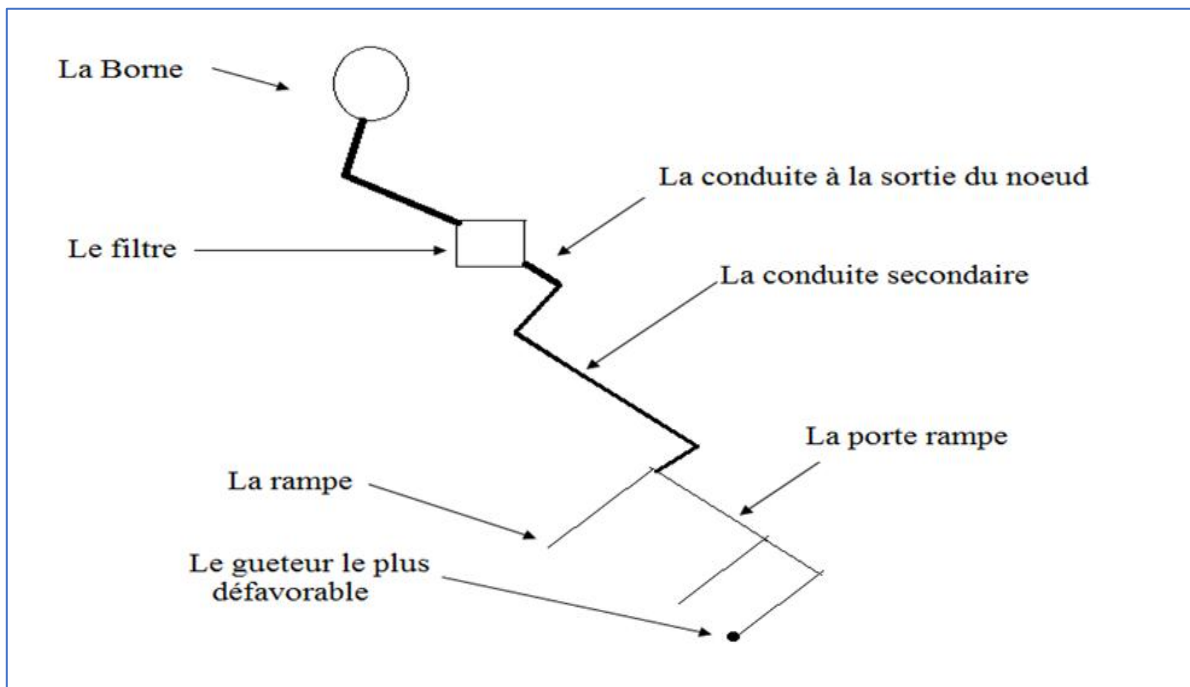 La Borne
La conduite à la sortie du noeud
Le filtre
La conduite secondaire
La porte rampe
La rampe
Le gueteur le plus
défavorable